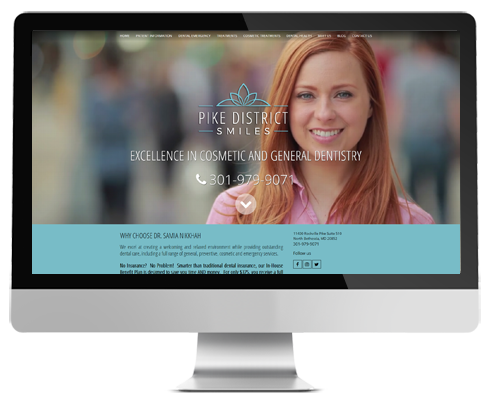 HOME PATIENT INFORMATION DENTAL EMERGENCY TREATMENTS COSMETIC TREATMENTS DENTAL HEALTH ABOUT US BLOG CONTACT US
PIKE DISTRICT
SMILES
EXCELLENCE IN COSMETIC AND GENERAL DENTISTRY
301-979-9071
WHY CHOOSE DR. SAMIA NIKKHAH
We excel at creating a welcoming and relaxed environment while providing outstanding
dental care, including a full range of general, preventive, cosmetic and emergency services.
No Insurance? No Problem! Smarter than traditional dental insurance, our In-House
Benefit Plan is designed to save you time AND money. For only $325, you receive a full
11400 Rockville Pike Suite
North Bethesda, MD 20852
301-979-9071
Follow us